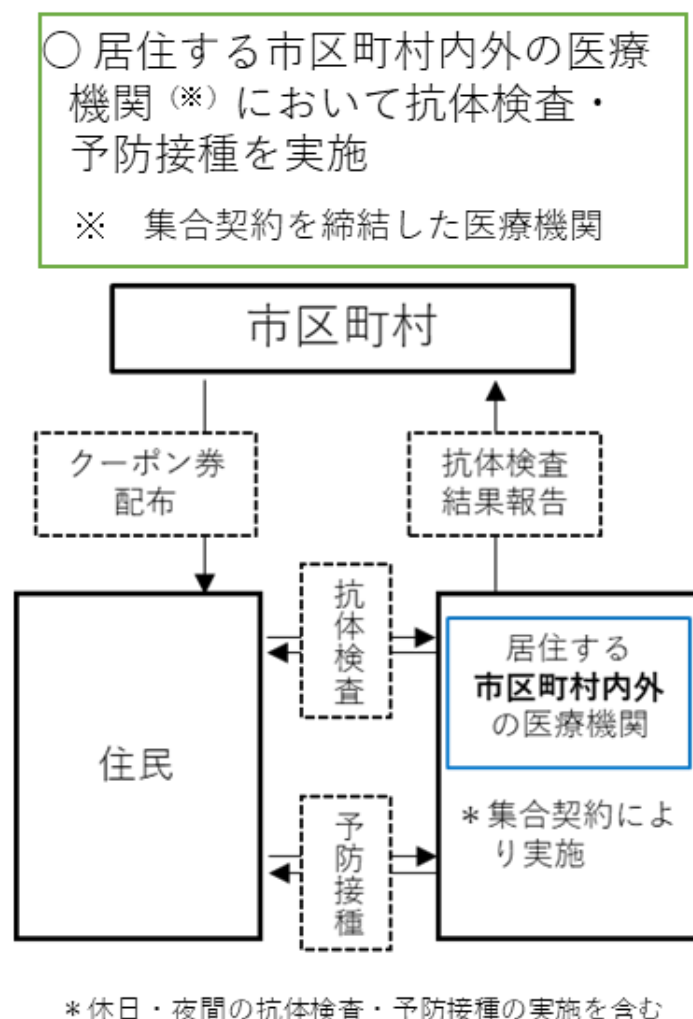 ○ 居住する市区町村内外の医療
機関（※）において抗体検査・
予防接種を実施
※　集合契約を締結した医療機関
市区町村
クーポン券
配布
抗体検査
結果報告
住民
抗体検査
予防接種
居住する
市区町村内外
の医療機関
＊集合契約によ
り実施
＊休日・夜間の抗体検査・予防接種の実施を含む